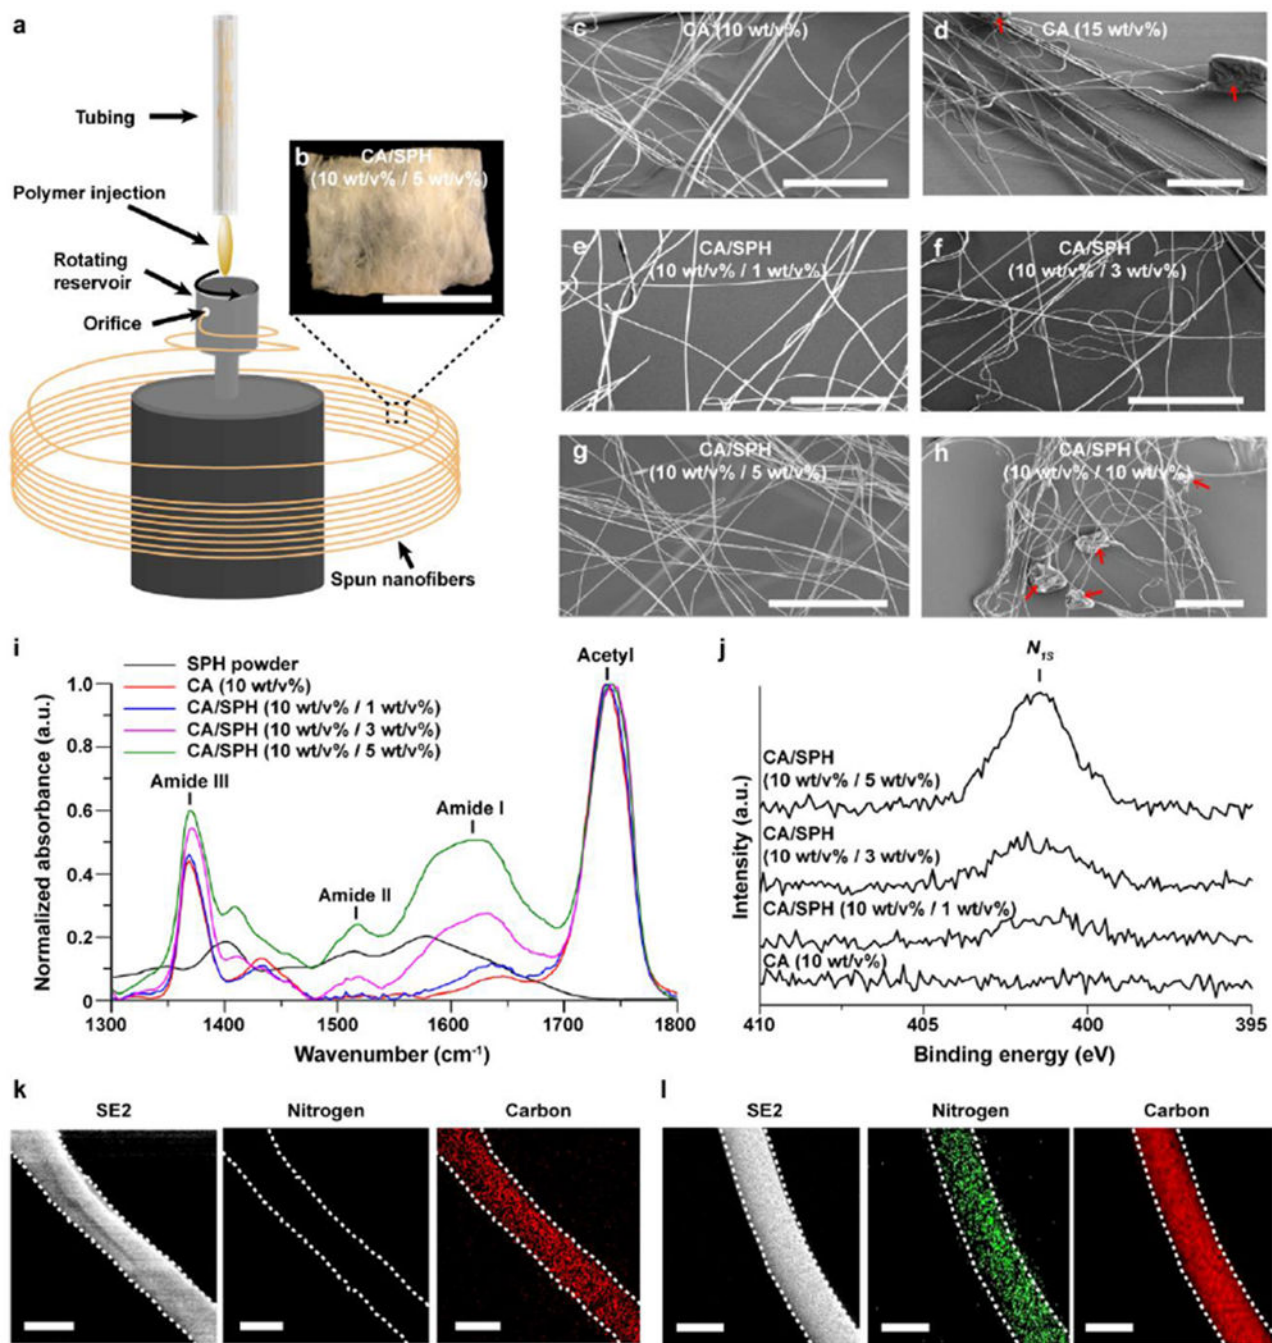 a
Tubing
Polymer injection
Rotating
reservoir
Orifice
Spun nanofibers
b
CA/SPH
(10 wt/v% / 5 wt/v%)
c
CA (10 wt/v%)
d
CA (15 wt/v%)
e
CA/SPH
(10 wt/v% / 1 wt/v%)
f
CA/SPH
(10 wt/v% / 3 wt/v%)
g
CA/SPH
(10 wt/v% / 5 wt/v%)
h
CA/SPH
(10 wt/v% / 10 wt/v%)
i
SPH powder
CA (10 wt/v%)
CA/SPH (10 wt/v% / 1 wt/v%)
CA/SPH (10 wt/v% / 3 wt/v%)
CA/SPH (10 wt/v% / 5 wt/v%)
Acetyl
Amide III
Amide I
Amide II
Normalized absorbance (a.u.)
1.0
0.8
0.6
0.4
0.2
0
1300 1400 1500 1600 1700 1800
Wavenumber (cm⁻¹)
j
N1S
CA/SPH
(10 wt/v% / 5 wt/v%)
CA/SPH
(10 wt/v% / 3 wt/v%)
CA/SPH (10 wt/v% / 1 wt/v%)
CA (10 wt/v%)
Intensity (a.u.)
410 405 400 395
Binding energy (eV)
k
SE2 Nitrogen Carbon
l
SE2 Nitrogen Carbon